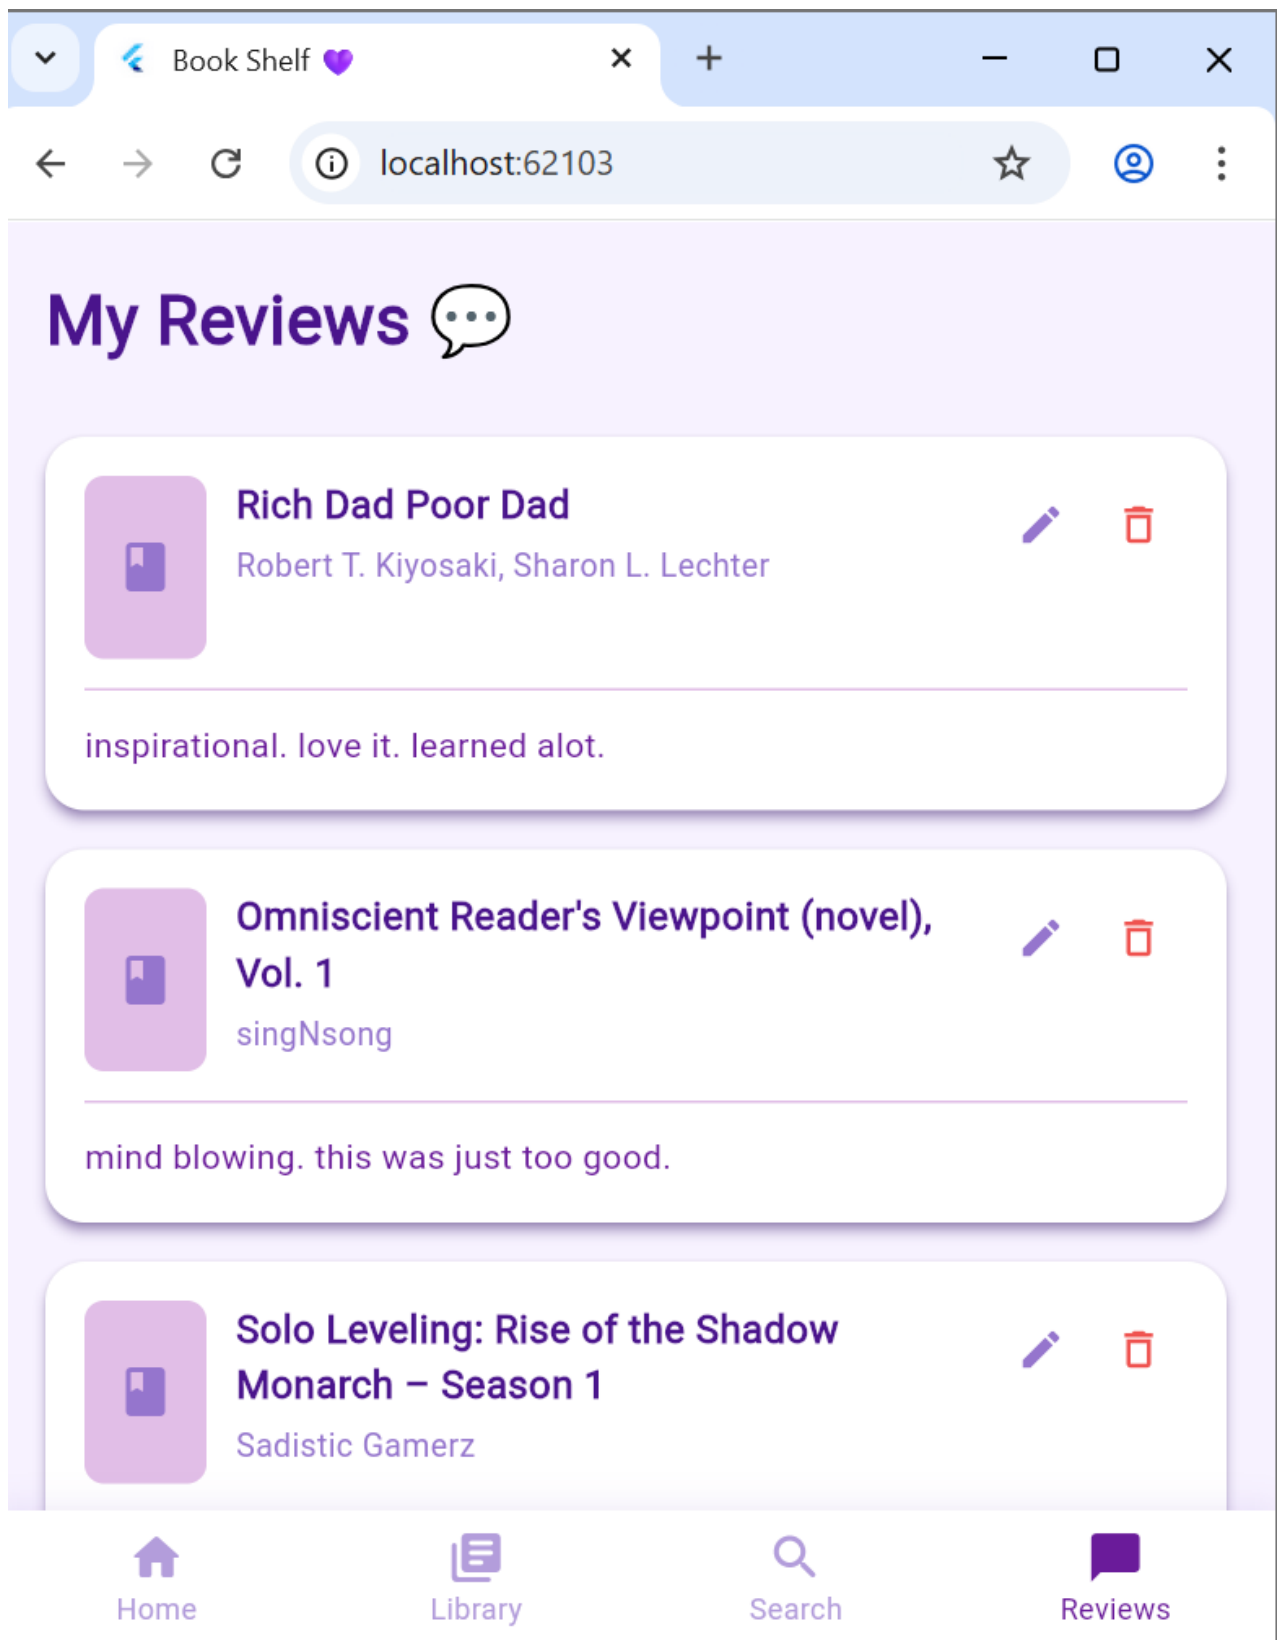 Book Shelf 💜
localhost:62103
My Reviews 💬
Rich Dad Poor Dad
Robert T. Kiyosaki, Sharon L. Lechter
inspirational. love it. learned alot.
Omniscient Reader's Viewpoint (novel),
Vol. 1
singNsong
mind blowing. this was just too good.
Solo Leveling: Rise of the Shadow
Monarch – Season 1
Sadistic Gamerz
Home
Library
Search
Reviews